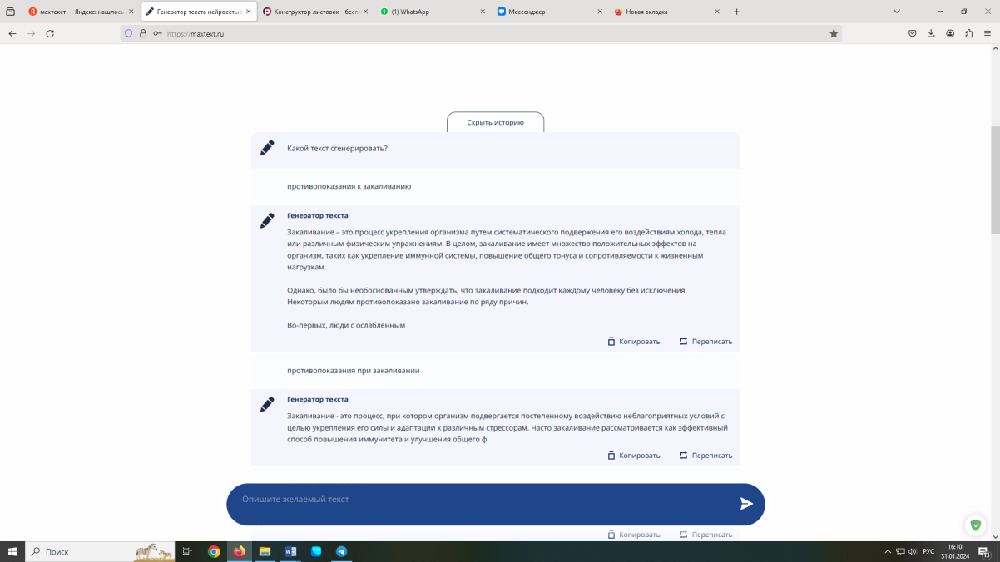 махтекст — Яндекс: нашлось
Генератор текста нейросетью
Конструктор листовок - бесп
(1) WhatsApp
Мессенджер
Новая вкладка
https://maxtext.ru
Скрыть историю
Какой текст сгенерировать?
противопоказания к закаливанию
Генератор текста
Закаливание – это процесс укрепления организма путем систематического подвержения его воздействиям холода, тепла
или различным физическим упражнениям. В целом, закаливание имеет множество положительных эффектов на
организм, таких как укрепление иммунной системы, повышение общего тонуса и сопротивляемости к жизненным
нагрузкам.
Однако, было бы необоснованным утверждать, что закаливание подходит каждому человеку без исключения.
Некоторым людям противопоказано закаливание по ряду причин.
Во-первых, люди с ослабленным
Копировать Переписать
противопоказания при закаливании
Генератор текста
Закаливание - это процесс, при котором организм подвергается постепенному воздействию неблагоприятных условий с
целью укрепления его силы и адаптации к различным стрессорам. Часто закаливание рассматривается как эффективный
способ повышения иммунитета и улучшения общего ф
Копировать Переписать
Опишите желаемый текст
Копировать Переписать
Поиск
РУС
16:10
31.01.2024
13